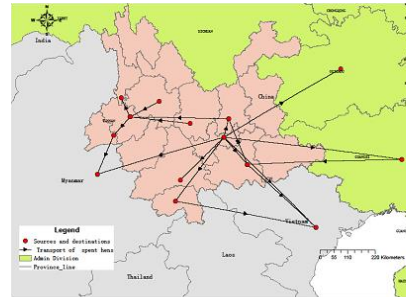 India
SICHUAN
China
Myanmar
Vietnam
Laos
Thailand
Legend
Sources and destinations
Transport of spent hens
Admin Division
Province_line
0 55 110 220 Kilometers